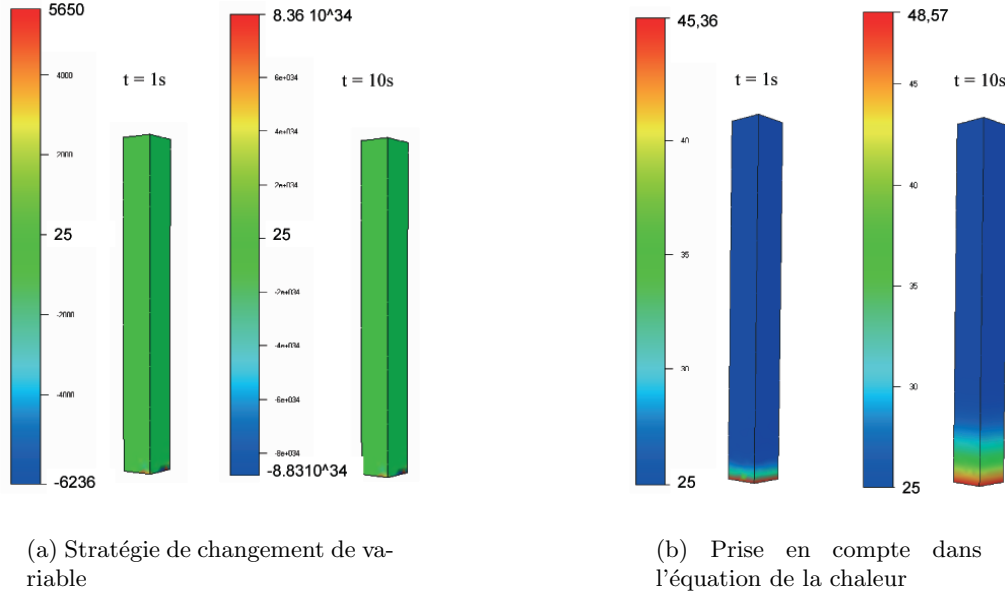 5650
4000
2000
25
-2000
-4000
-6236
t = 1s
8.36 10^34
6e+034
4e+034
2e+034
25
-2e+034
-4e+034
-6e+034
-8e+034
-8.8310^34
t = 10s
45,36
40
35
30
25
t = 1s
48,57
45
40
35
30
25
t = 10s
(a) Stratégie de changement de va-
riable
(b) Prise en compte dans
l'équation de la chaleur